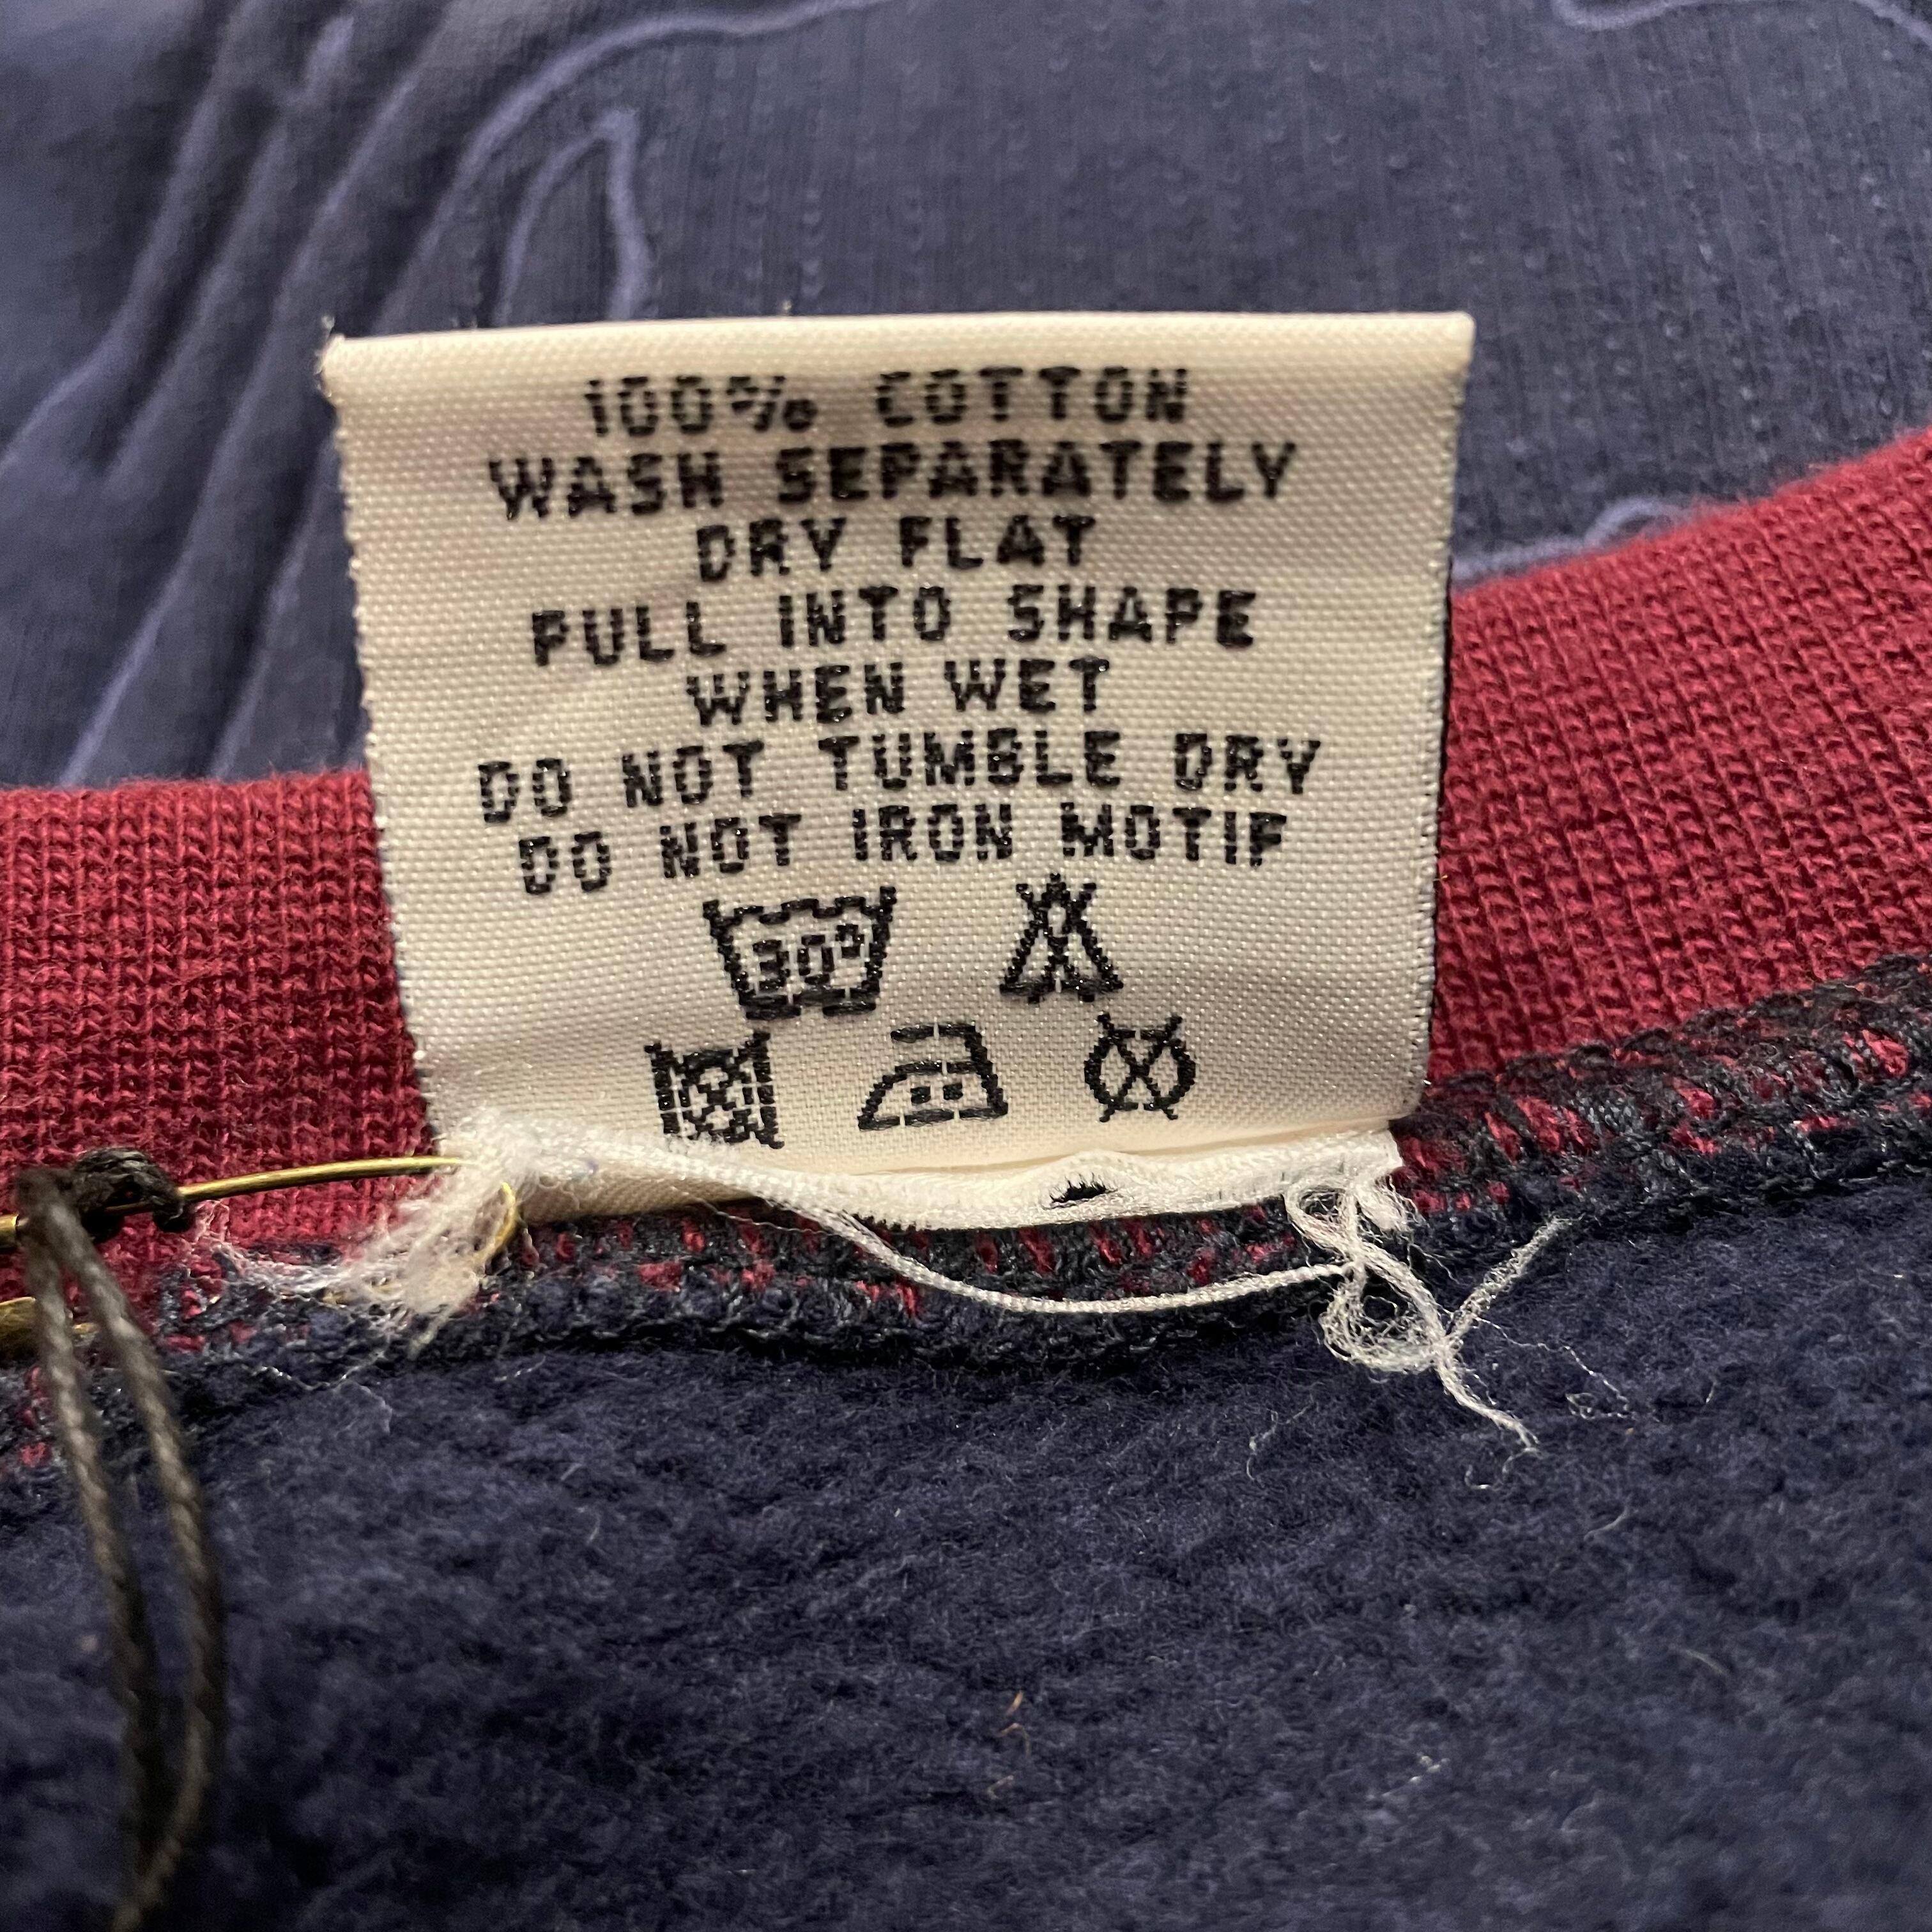 100% COTTON
WASH SEPARATELY
DRY FLAT
PULL INTO SHAPE
WHEN WET
DO NOT TUMBLE DRY
DO NOT IRON MOTIF
30°